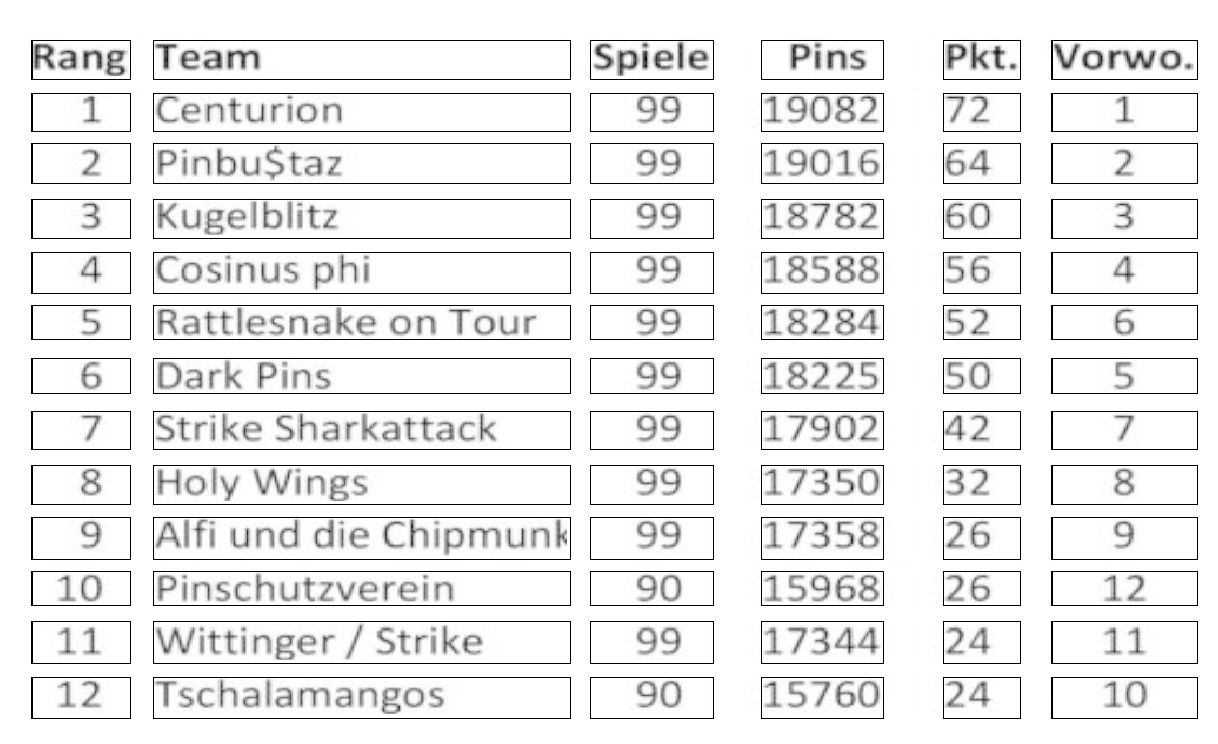 Rang Team Spiele Pins Pkt. Vorwo.
1 Centurion 99 19082 72 1
2 Pinbu$taz 99 19016 64 2
3 Kugelblitz 99 18782 60 3
4 Cosinus phi 99 18588 56 4
5 Rattlesnake on Tour 99 18284 52 6
6 Dark Pins 99 18225 50 5
7 Strike Sharkattack 99 17902 42 7
8 Holy Wings 99 17350 32 8
9 Alfi und die Chipmunk 99 17358 26 9
10 Pinschutzverein 90 15968 26 12
11 Wittinger / Strike 99 17344 24 11
12 Tschalamangos 90 15760 24 10